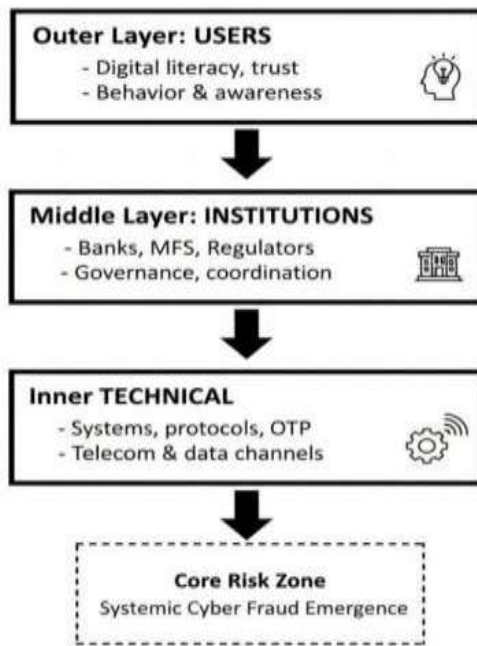 Outer Layer: USERS
- Digital literacy, trust
- Behavior & awareness
Middle Layer: INSTITUTIONS
- Banks, MFS, Regulators
- Governance, coordination
Inner TECHNICAL
- Systems, protocols, OTP
- Telecom & data channels
Core Risk Zone
Systemic Cyber Fraud Emergence